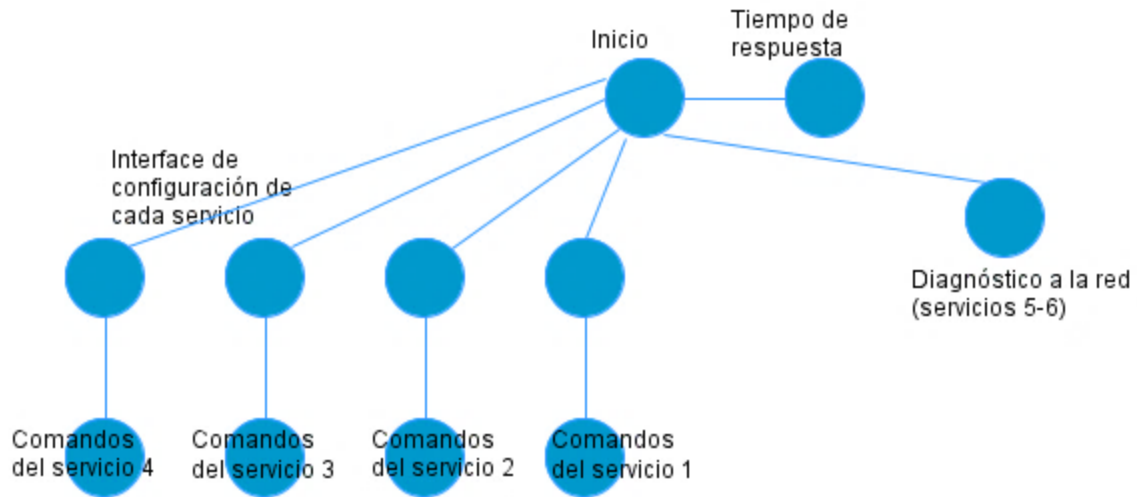 Inicio
Tiempo de
respuesta
Interface de
configuración de
cada servicio
Diagnóstico a la red
(servicios 5-6)
Comandos
del servicio 4
Comandos
del servicio 3
Comandos
del servicio 2
Comandos
del servicio 1